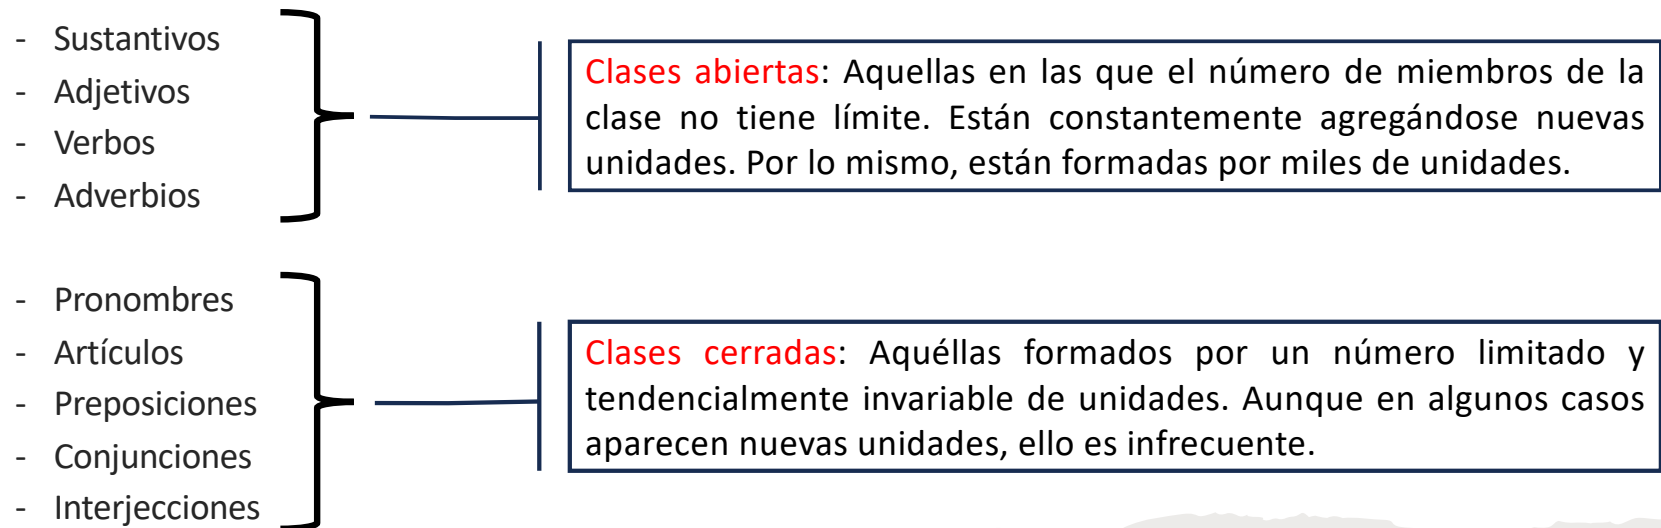 - Sustantivos
- Adjetivos
- Verbos
- Adverbios
Clases abiertas: Aquellas en las que el número de miembros de la
clase no tiene límite. Están constantemente agregándose nuevas
unidades. Por lo mismo, están formadas por miles de unidades.
- Pronombres
- Artículos
- Preposiciones
- Conjunciones
- Interjecciones
Clases cerradas: Aquéllas formados por un número limitado y
tendencialmente invariable de unidades. Aunque en algunos casos
aparecen nuevas unidades, ello es infrecuente.